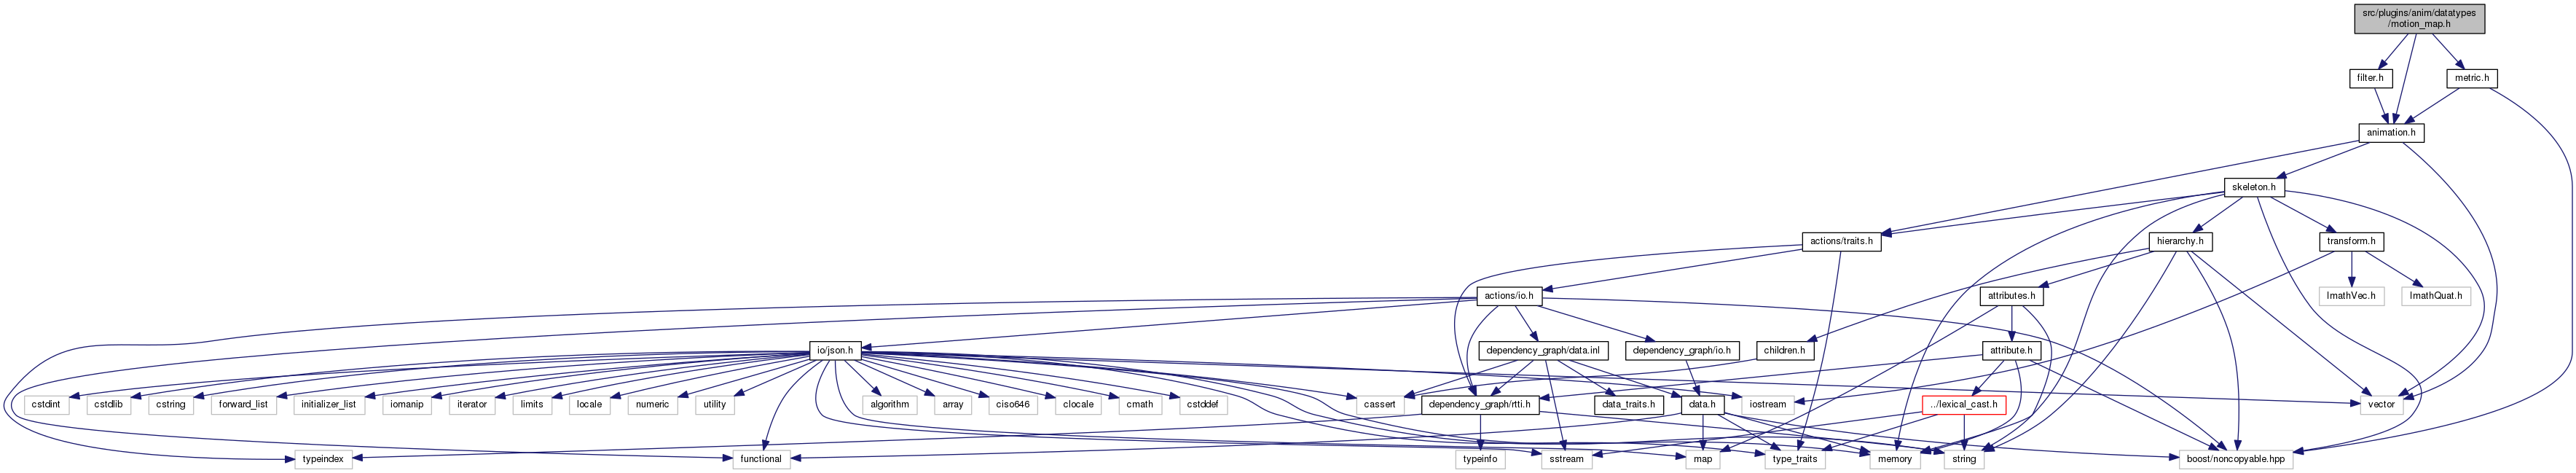 src/plugins/anim/datatypes
/motion_map.h
filter.h
metric.h
animation.h
skeleton.h
actions/traits.h
hierarchy.h
transform.h
actions/io.h
attributes.h
ImathVec.h
ImathQuat.h
io/json.h
dependency_graph/data.inl
dependency_graph/io.h
children.h
attribute.h
cstdint
cstdlib
cstring
forward_list
initializer_list
iomanip
iterator
limits
locale
numeric
utility
algorithm
array
ciso646
clocale
cmath
cstddef
cassert
dependency_graph/rtti.h
data_traits.h
data.h
iostream
../lexical_cast.h
vector
typeindex
functional
typeinfo
sstream
map
type_traits
memory
string
boost/noncopyable.hpp